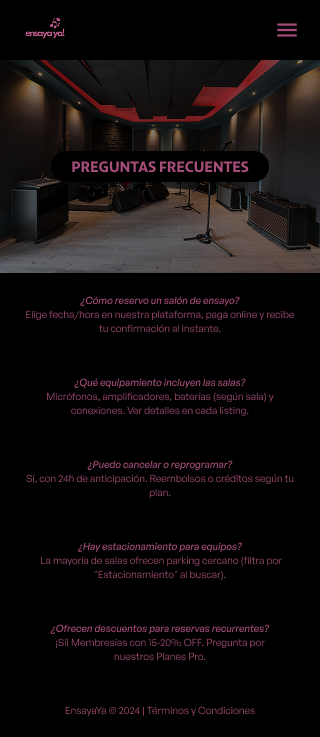 ensaya ya!
PREGUNTAS FRECUENTES
¿Cómo reservo un salón de ensayo?
Elige fecha/hora en nuestra plataforma, paga online y recibe
tu confirmación al instante.
¿Qué equipamiento incluyen las salas?
Micrófonos, amplificadores, baterías (según sala) y
conexiones. Ver detalles en cada listing.
¿Puedo cancelar o reprogramar?
Sí, con 24h de anticipación. Reembolsos o créditos según tu
plan.
¿Hay estacionamiento para equipos?
La mayoría de salas ofrecen parking cercano (filtra por
"Estacionamiento" al buscar).
¿Ofrecen descuentos para reservas recurrentes?
¡Sí! Membresías con 15-20% OFF. Pregunta por
nuestros Planes Pro.
EnsayaYa © 2024 | Términos y Condiciones